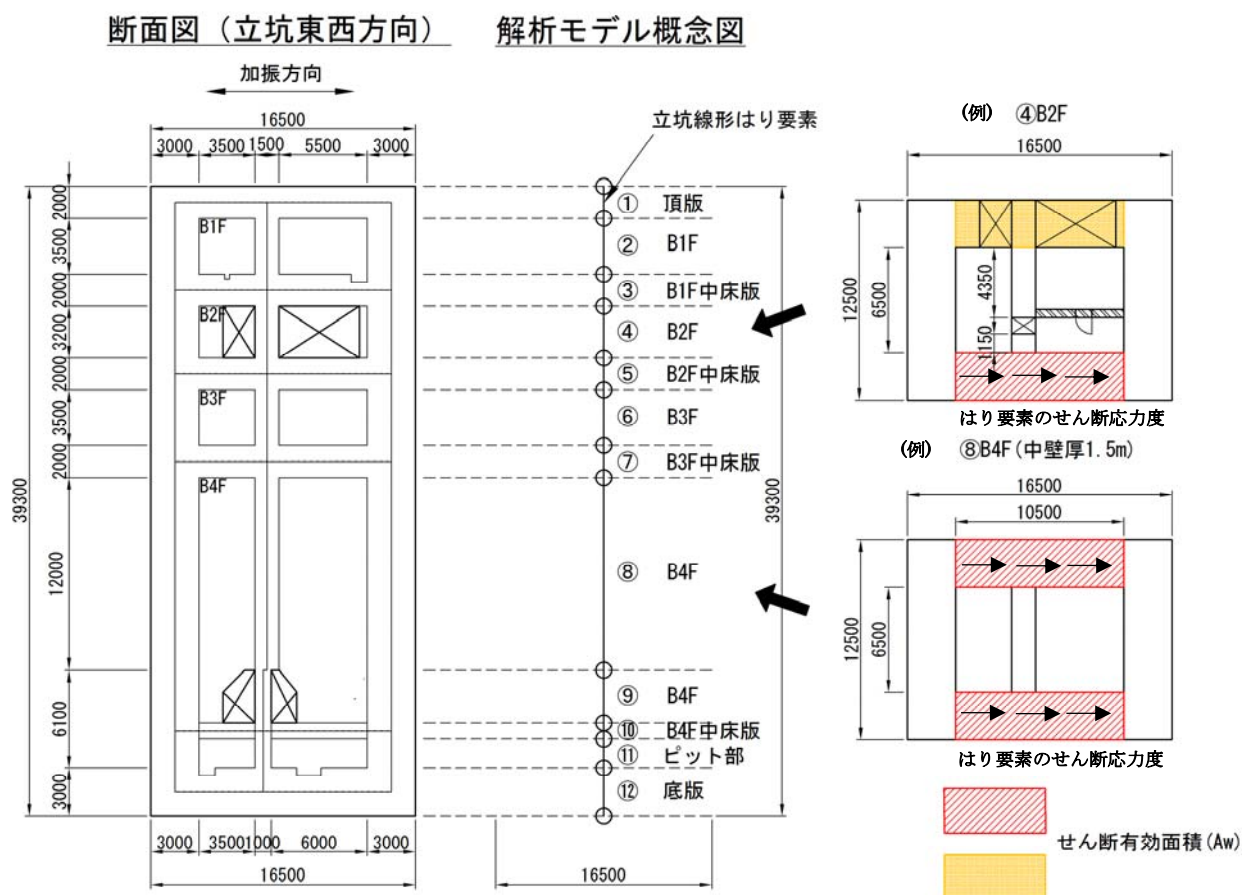 断面図（立坑東西方向）
解析モデル概念図
加振方向
16500
3000
3500
1500
5500
3000
39300
2000
3500
2000
3200
2000
3500
2000
12000
6100
3000
B1F
B2F
B3F
B4F
3000
3500
1000
6000
3000
16500
立坑線形はり要素
① 頂版
② B1F
③ B1F中床版
④ B2F
⑤ B2F中床版
⑥ B3F
⑦ B3F中床版
⑧ B4F
⑨ B4F
⑩ B4F中床版
⑪ ピット部
⑫ 底版
39300
16500
(例) ④B2F
16500
12500
6500
4350
1150
はり要素のせん断応力度
(例) ⑧B4F(中壁厚1.5m)
16500
10500
12500
6500
はり要素のせん断応力度
せん断有効面積(Aw)